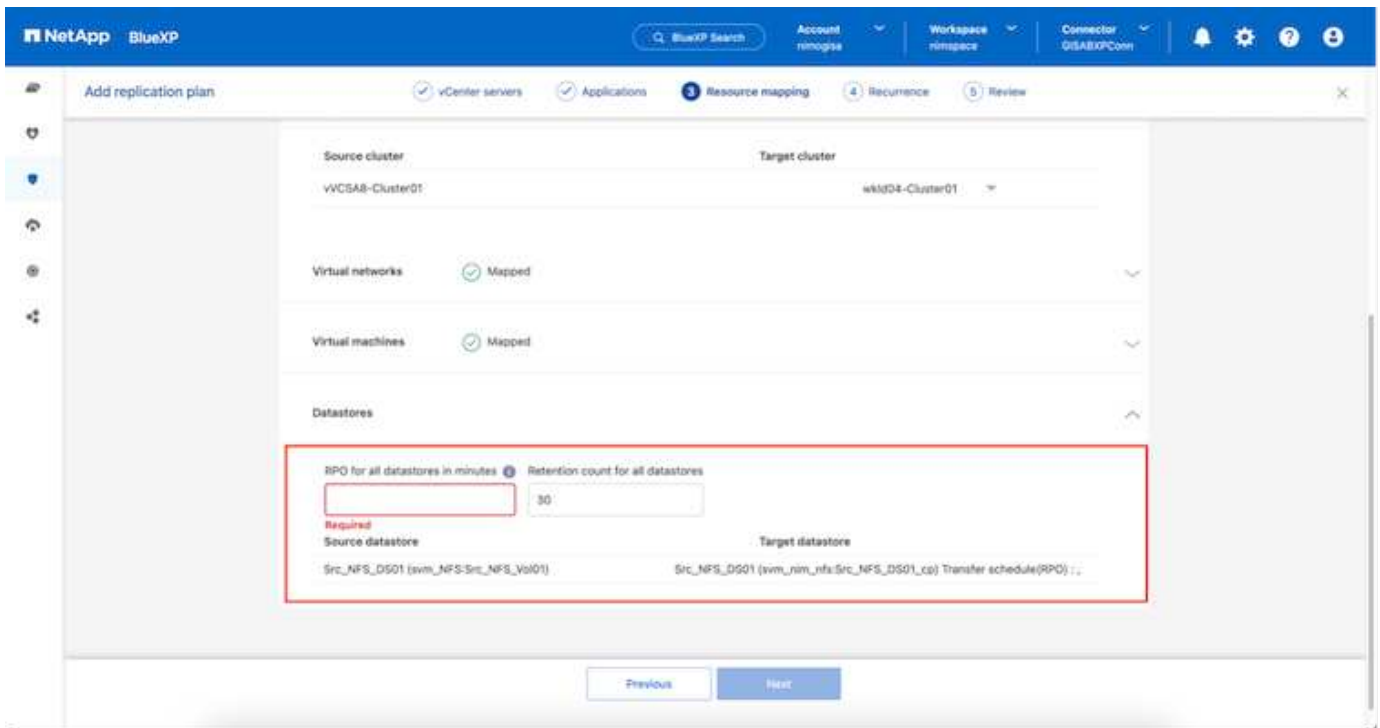 NetApp BlueXP
BlueXP Search
Account
nimogisa
Workspace
nimspace
Connector
GISABXPConn
Add replication plan
vCenter servers
Applications
3 Resource mapping
4 Recurrence
5 Review
Source cluster Target cluster
vVCSA8-Cluster01 wkld04-Cluster01
Virtual networks Mapped
Virtual machines Mapped
Datastores
RPO for all datastores in minutes Retention count for all datastores
30
Required
Source datastore Target datastore
Src_NFS_DS01 (svm_NFS:Src_NFS_Vol01) Src_NFS_DS01 (svm_nim_nfs:Src_NFS_DS01_cp) Transfer schedule(RPO) : ,
Previous Next